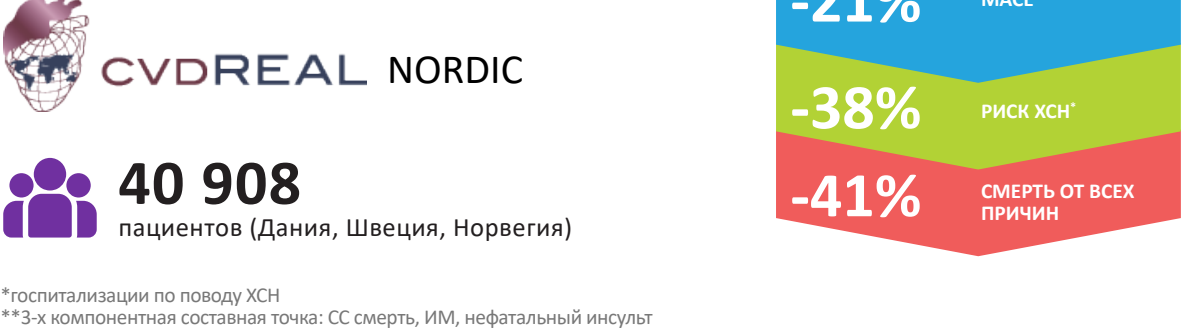 -21% MACE
CVDREAL NORDIC
-38% РИСК ХСН*
40 908
пациентов (Дания, Швеция, Норвегия)
-41% СМЕРТЬ ОТ ВСЕХ
ПРИЧИН
*госпитализации по поводу ХСН
**3-х компонентная составная точка: СС смерть, ИМ, нефатальный инсульт